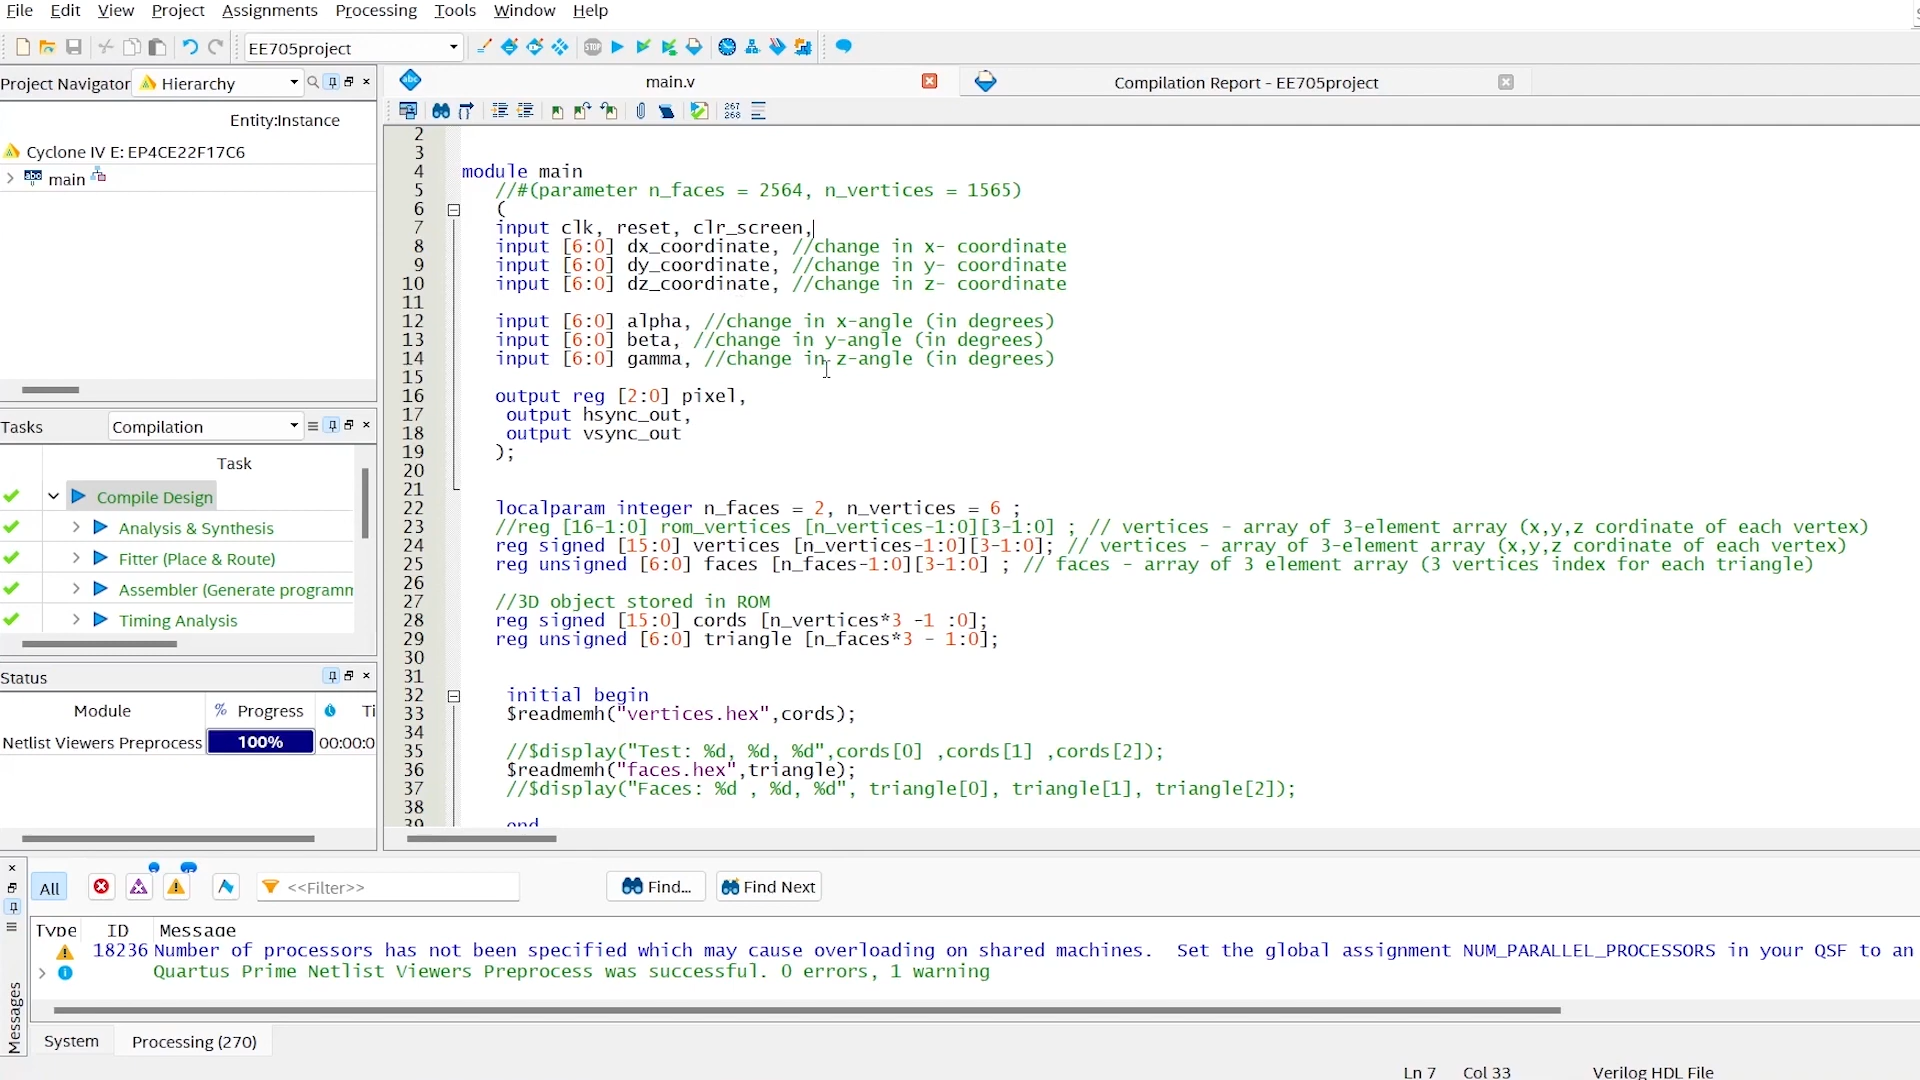 File Edit View Project Assignments Processing Tools Window Help
EE705project
Project Navigator Hierarchy
main.v
Compilation Report - EE705project
Entity:Instance
Cyclone IV E: EP4CE22F17C6
main
Tasks Compilation
Task
Compile Design
Analysis & Synthesis
Fitter (Place & Route)
Assembler (Generate programm
Timing Analysis
Status
Module % Progress Ti
Netlist Viewers Preprocess 100% 00:00:0
267
268
2
3
4 module main
5 //#(parameter n_faces = 2564, n_vertices = 1565)
6 (
7 input clk, reset, clr_screen,
8 input [6:0] dx_coordinate, //change in x- coordinate
9 input [6:0] dy_coordinate, //change in y- coordinate
10 input [6:0] dz_coordinate, //change in z- coordinate
11
12 input [6:0] alpha, //change in x-angle (in degrees)
13 input [6:0] beta, //change in y-angle (in degrees)
14 input [6:0] gamma, //change in z-angle (in degrees)
15
16 output reg [2:0] pixel,
17 output hsync_out,
18 output vsync_out
19 );
20
21
22 localparam integer n_faces = 2, n_vertices = 6 ;
23 //reg [16-1:0] rom_vertices [n_vertices-1:0][3-1:0] ; // vertices - array of 3-element array (x,y,z cordinate of each vertex)
24 reg signed [15:0] vertices [n_vertices-1:0][3-1:0]; // vertices - array of 3-element array (x,y,z cordinate of each vertex)
25 reg unsigned [6:0] faces [n_faces-1:0][3-1:0] ; // faces - array of 3 element array (3 vertices index for each triangle)
26
27 //3D object stored in ROM
28 reg signed [15:0] cords [n_vertices*3 -1 :0];
29 reg unsigned [6:0] triangle [n_faces*3 - 1:0];
30
31
32 initial begin
33 $readmemh("vertices.hex",cords);
34
35 //$display("Test: %d, %d, %d",cords[0] ,cords[1] ,cords[2]);
36 $readmemh("faces.hex",triangle);
37 //$display("Faces: %d , %d, %d", triangle[0], triangle[1], triangle[2]);
38
39 end
All <<Filter>> Find... Find Next
Type ID Message
18236 Number of processors has not been specified which may cause overloading on shared machines. Set the global assignment NUM_PARALLEL_PROCESSORS in your QSF to an
Quartus Prime Netlist Viewers Preprocess was successful. 0 errors, 1 warning
Messages
System Processing (270)
Ln 7 Col 33 Verilog HDL File